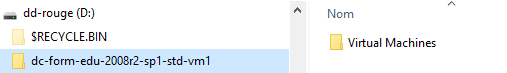 dd-rouge (D:)
$RECYCLE.BIN
dc-form-edu-2008r2-sp1-std-vm1
Nom
Virtual Machines